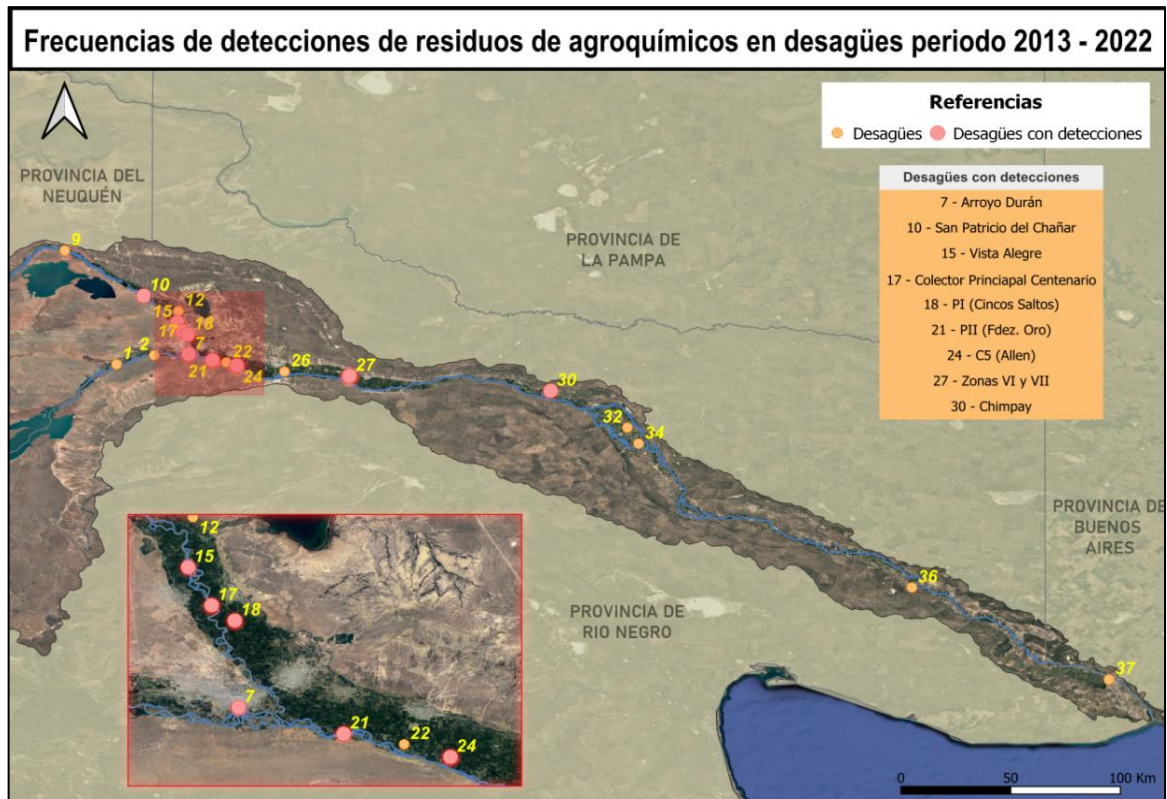 Frecuencias de detecciones de residuos de agroquímicos en desagües periodo 2013 - 2022
Referencias
Desagües
Desagües con detecciones
PROVINCIA DEL
NEUQUÉN
Desagües con detecciones
7 - Arroyo Durán
10 - San Patricio del Chañar
15 - Vista Alegre
17 - Colector Princiapal Centenario
18 - PI (Cincos Saltos)
21 - PII (Fdez. Oro)
24 - C5 (Allen)
27 - Zonas VI y VII
30 - Chimpay
PROVINCIA DE
LA PAMPA
9
10
12
15
17
18
2
1
7
21
22
24
26
27
30
32
34
PROVINCIA DE
BUENOS
AIRES
12
15
17
18
7
21
22
24
36
PROVINCIA DE
RIO NEGRO
37
0
50
100 Km